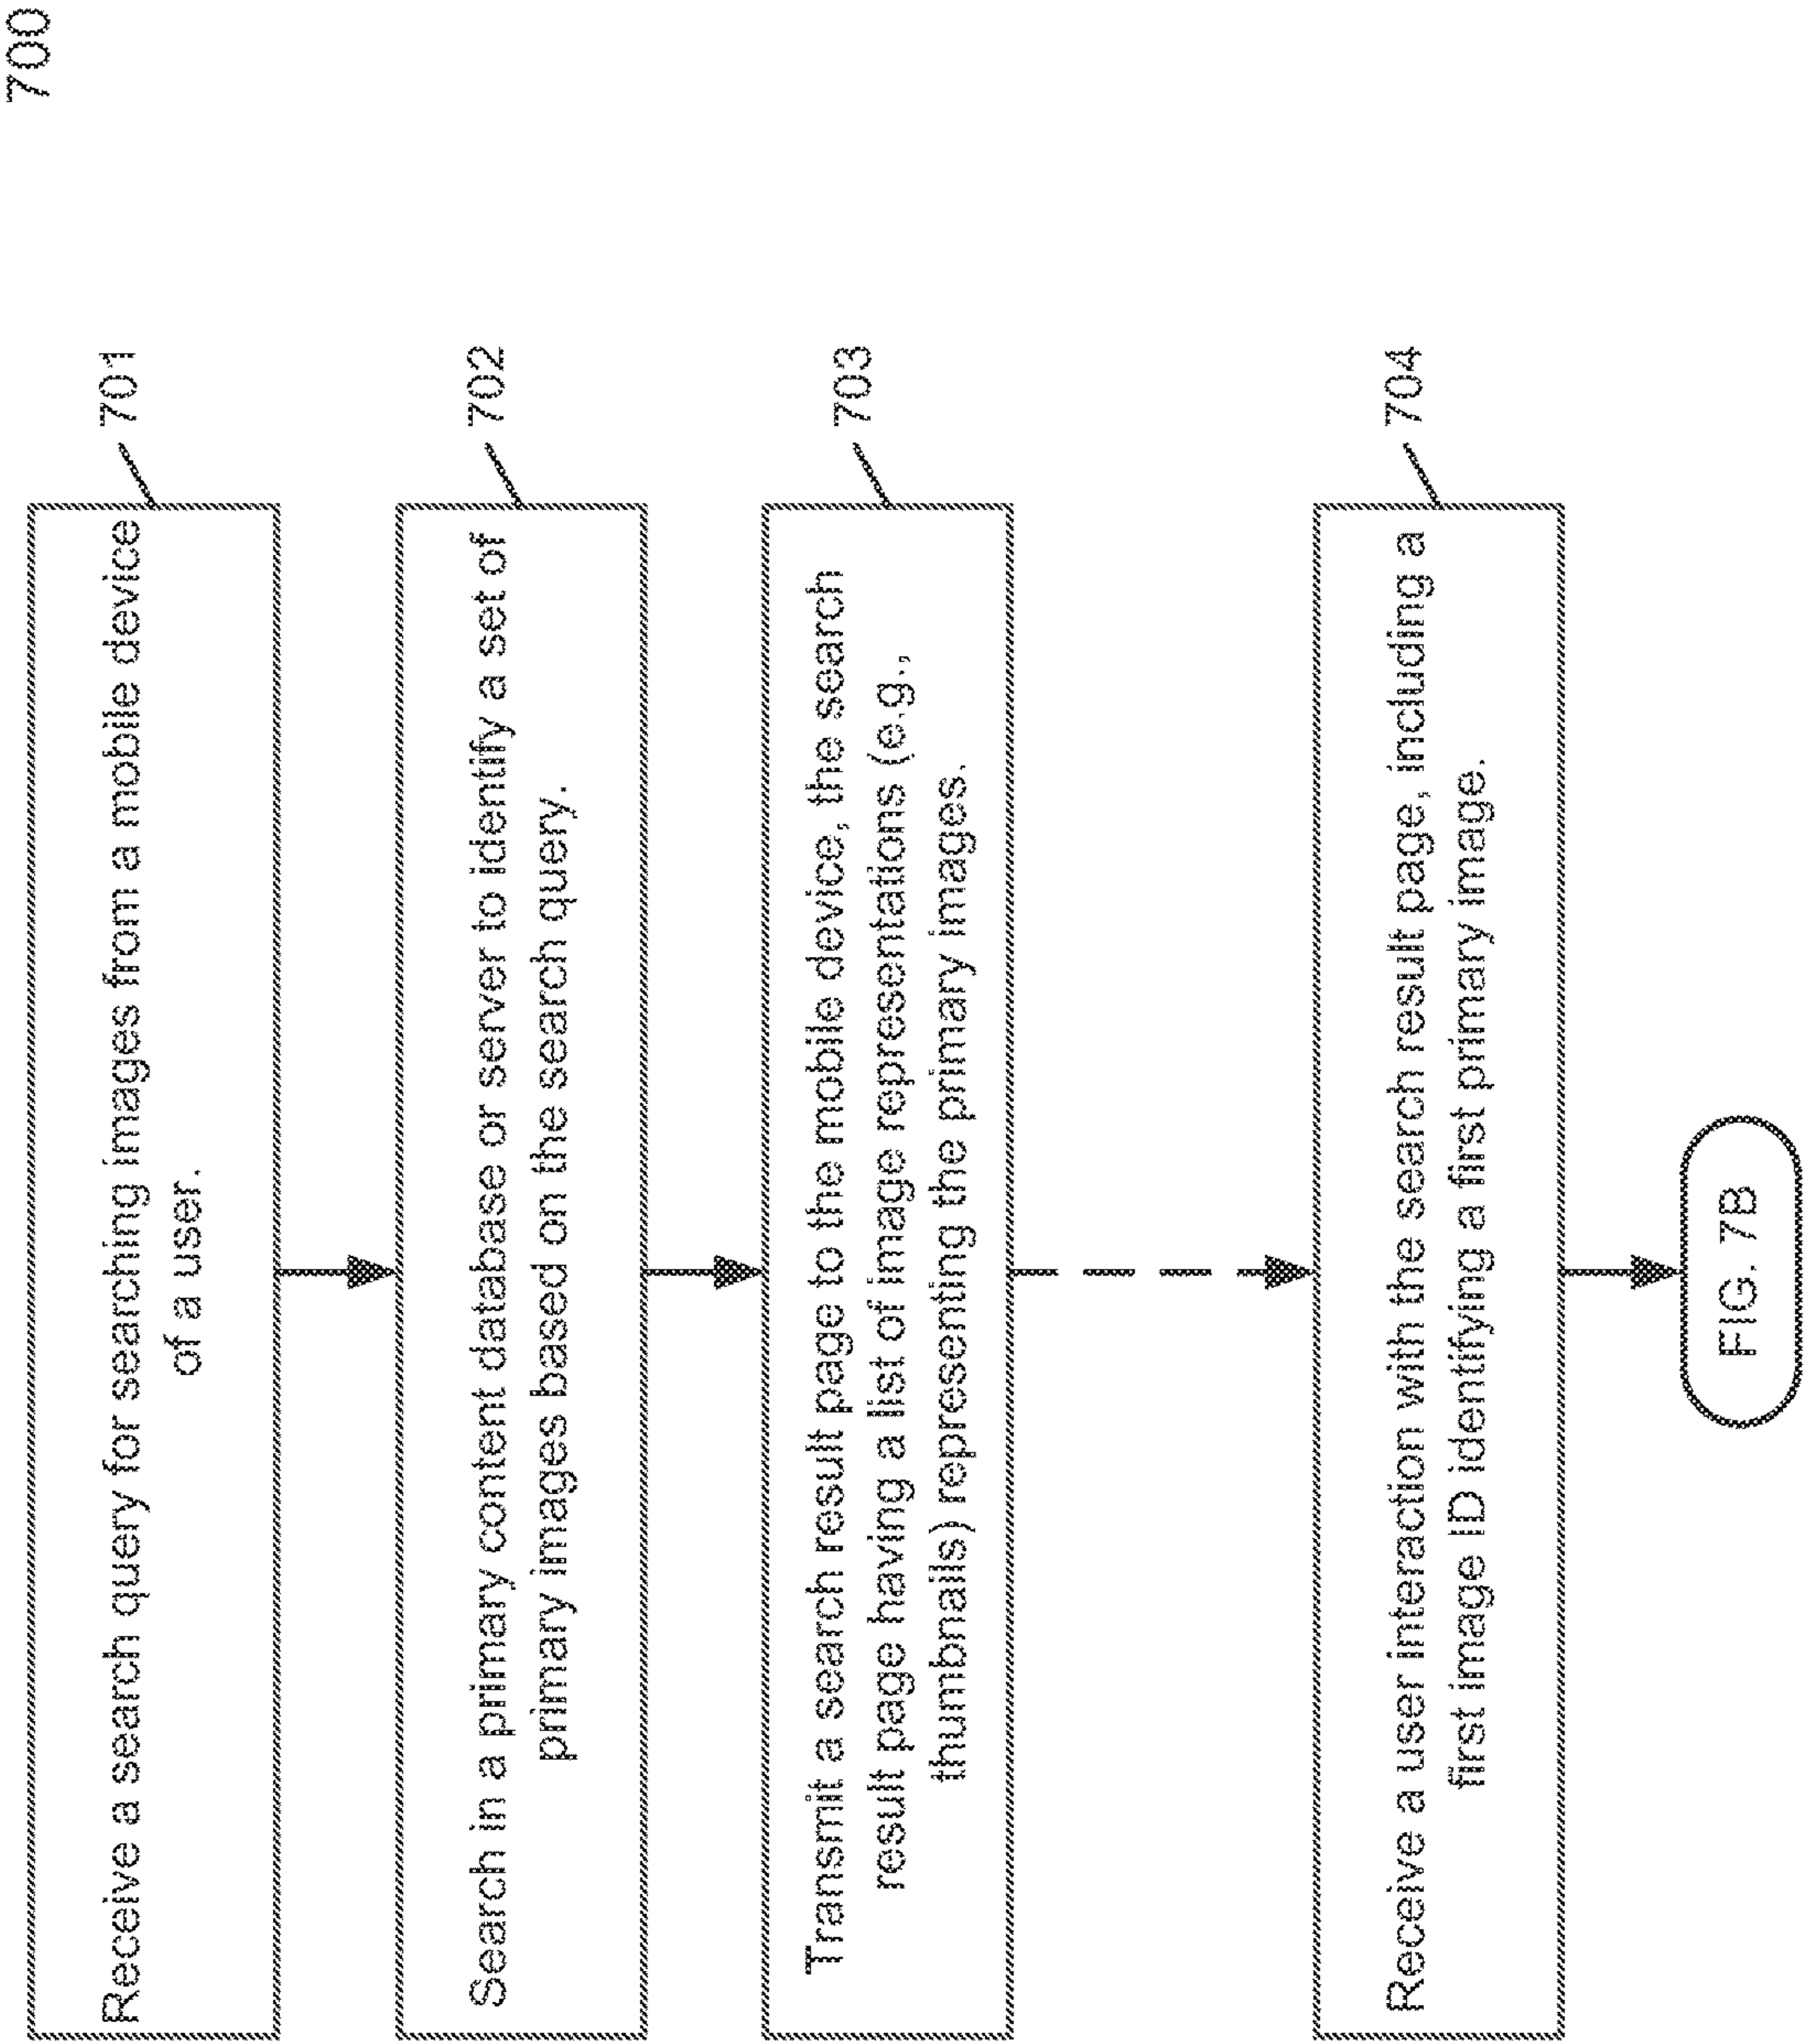 700
Receive a search query for searching images from a mobile device
of a user.
701
Search in a primary content database or server to identify a set of
primary images based on the search query.
702
Transmit a search result page to the mobile device, the search
result page having a list of image representations (e.g.,
thumbnails) representing the primary images.
703
Receive a user interaction with the search result page, including a
first image ID identifying a first primary image.
704
FIG. 7B